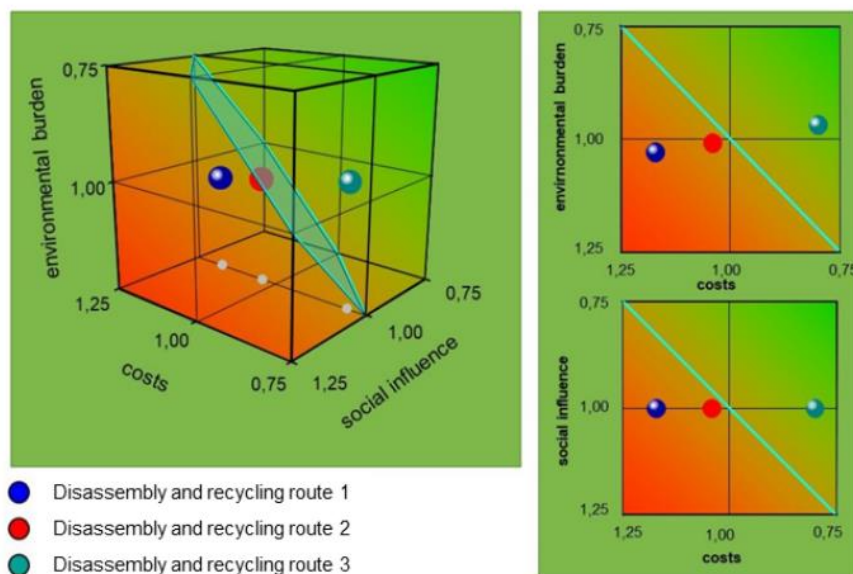 0,75
environmental burden
1,00
1,25
costs
1,00
0,75
1,25
social influence
1,00
0,75
Disassembly and recycling route 1
Disassembly and recycling route 2
Disassembly and recycling route 3
0,75
envirnonmental burden
1,00
1,25
1,25
1,00
0,75
costs
0,75
social influence
1,00
1,25
1,25
1,00
0,75
costs